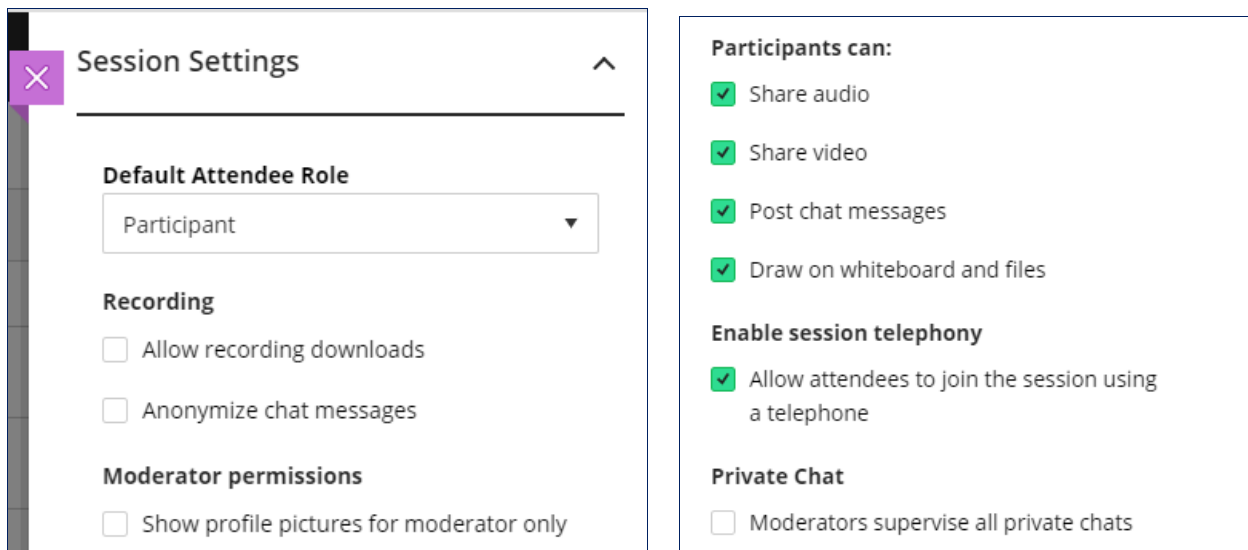 Session Settings
Default Attendee Role
Participant
Recording
Allow recording downloads
Anonymize chat messages
Moderator permissions
Show profile pictures for moderator only
Participants can:
Share audio
Share video
Post chat messages
Draw on whiteboard and files
Enable session telephony
Allow attendees to join the session using
a telephone
Private Chat
Moderators supervise all private chats